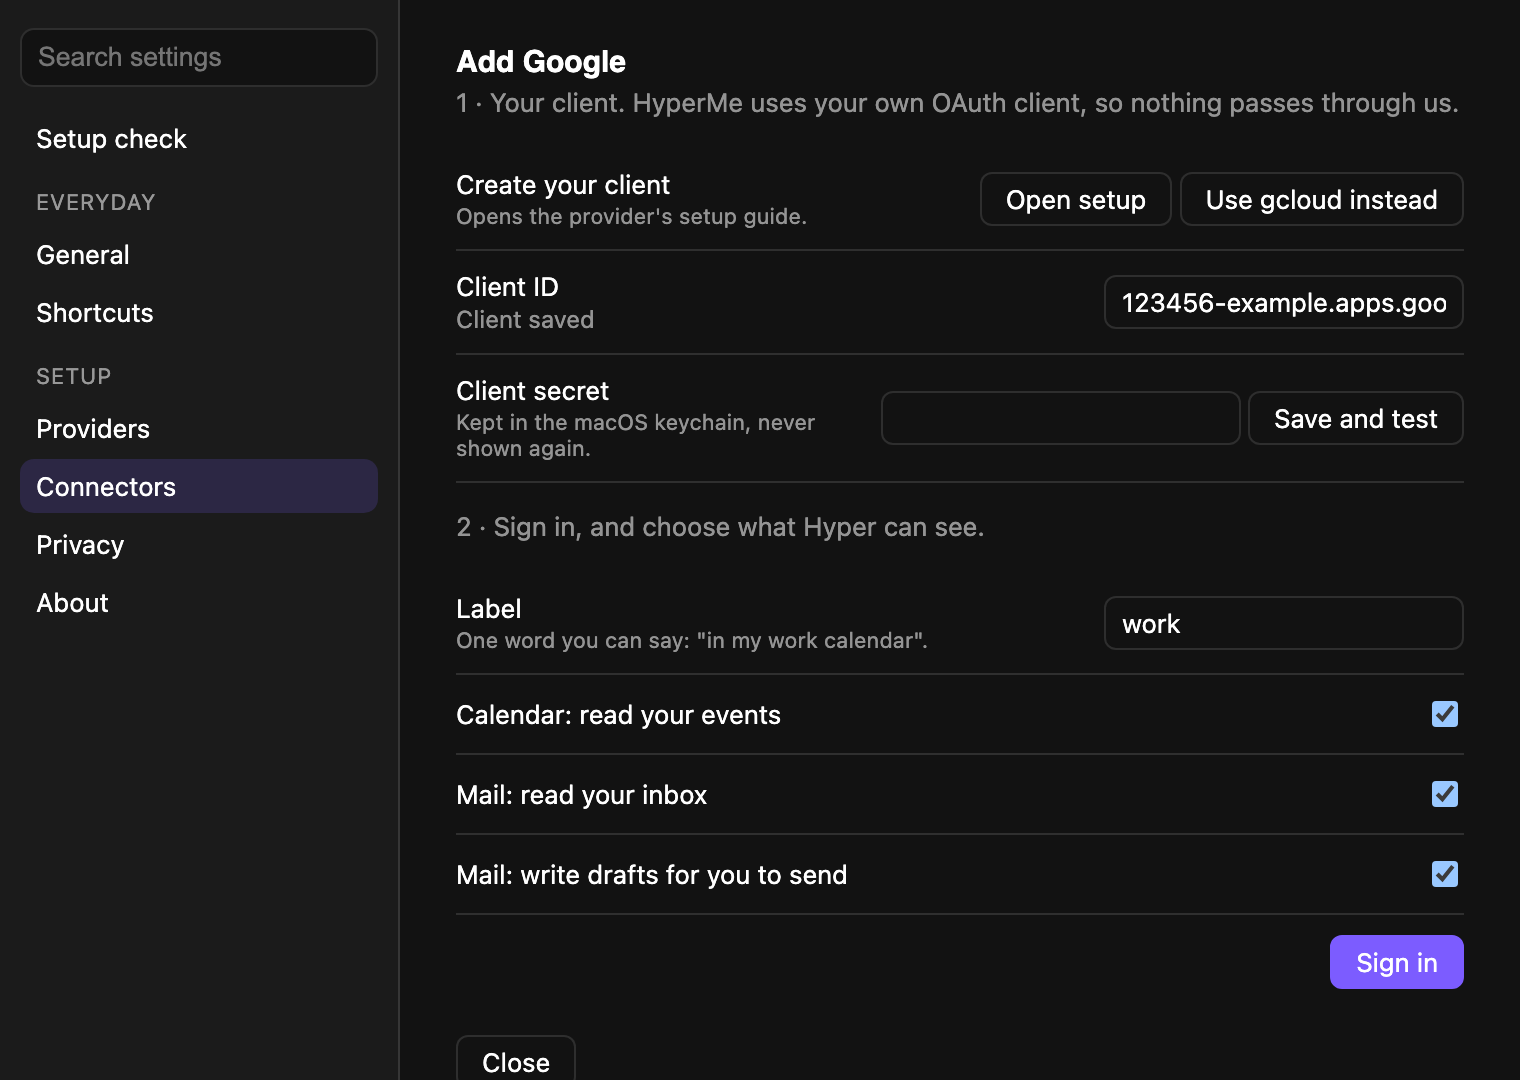 Search settings
Setup check
EVERYDAY
General
Shortcuts
SETUP
Providers
Connectors
Privacy
About
Add Google
1 · Your client. HyperMe uses your own OAuth client, so nothing passes through us.
Create your client
Opens the provider's setup guide.
Open setup
Use gcloud instead
Client ID
Client saved
123456-example.apps.goo
Client secret
Kept in the macOS keychain, never
shown again.
Save and test
2 · Sign in, and choose what Hyper can see.
Label
One word you can say: "in my work calendar".
work
Calendar: read your events
Mail: read your inbox
Mail: write drafts for you to send
Sign in
Close